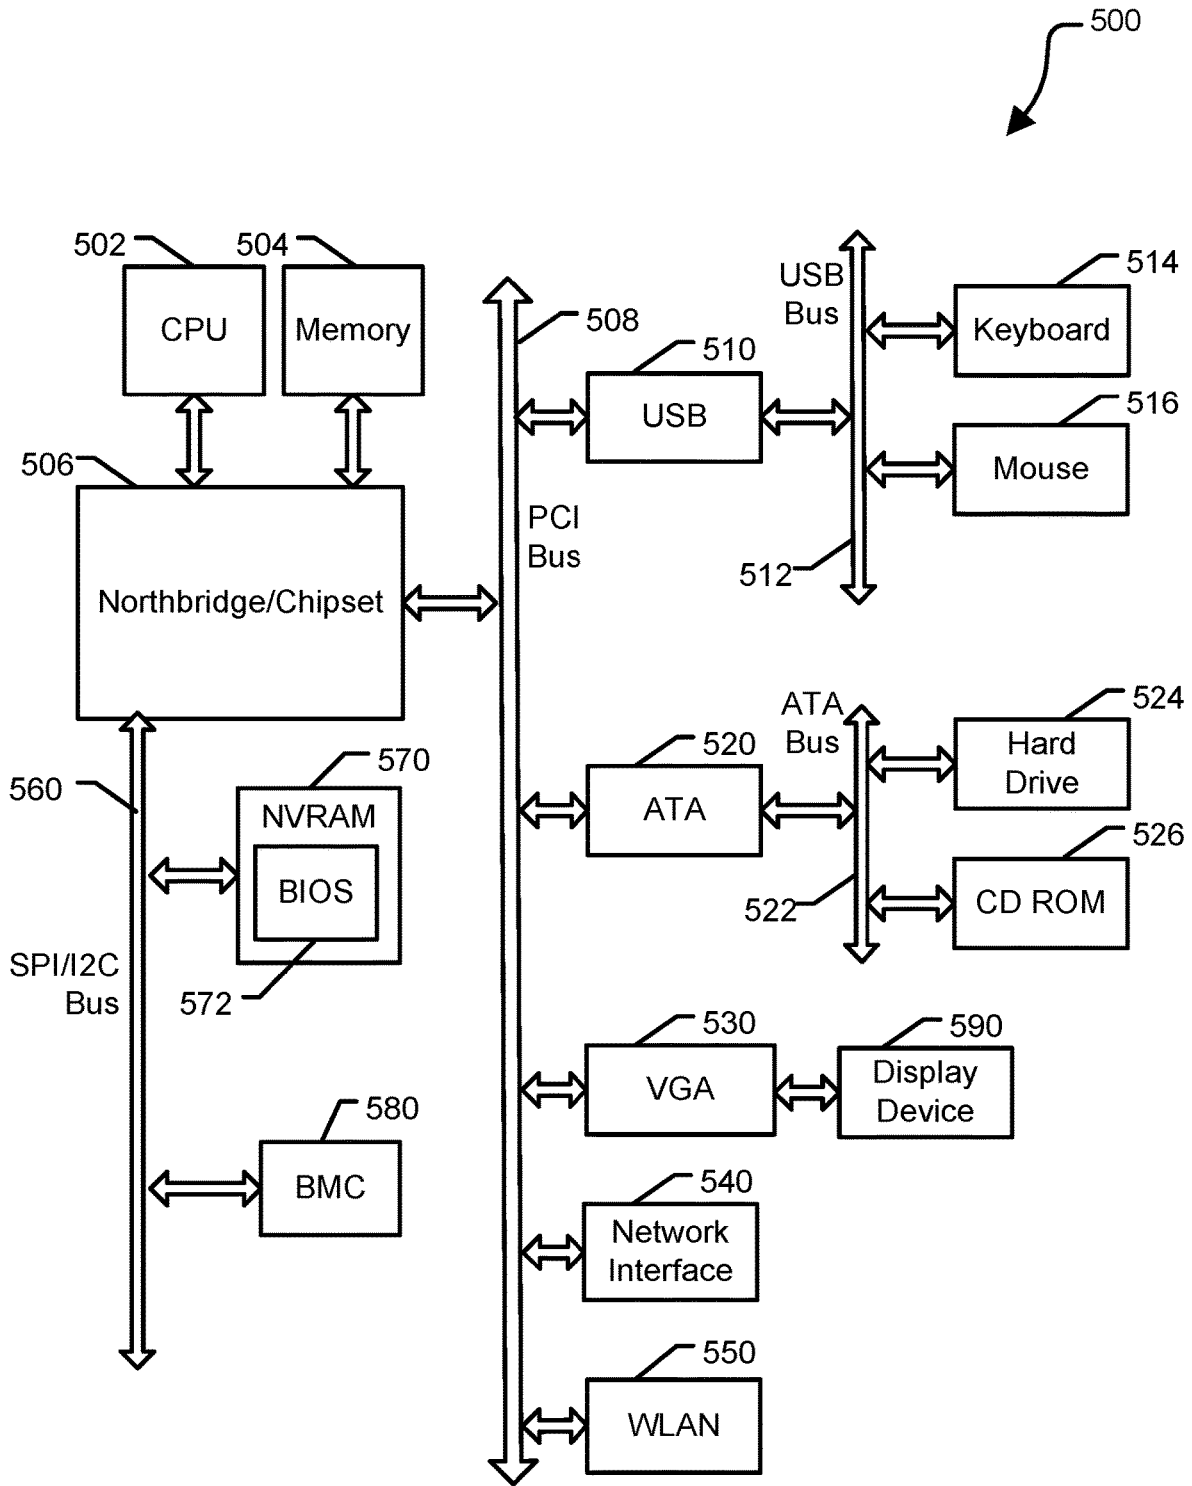 500
502
504
CPU
Memory
506
Northbridge/Chipset
508
PCI
Bus
510
USB
USB
Bus
512
514
Keyboard
516
Mouse
520
ATA
ATA
Bus
522
524
Hard
Drive
526
CD ROM
530
VGA
590
Display
Device
540
Network
Interface
550
WLAN
560
SPI/I2C
Bus
570
NVRAM
BIOS
572
580
BMC